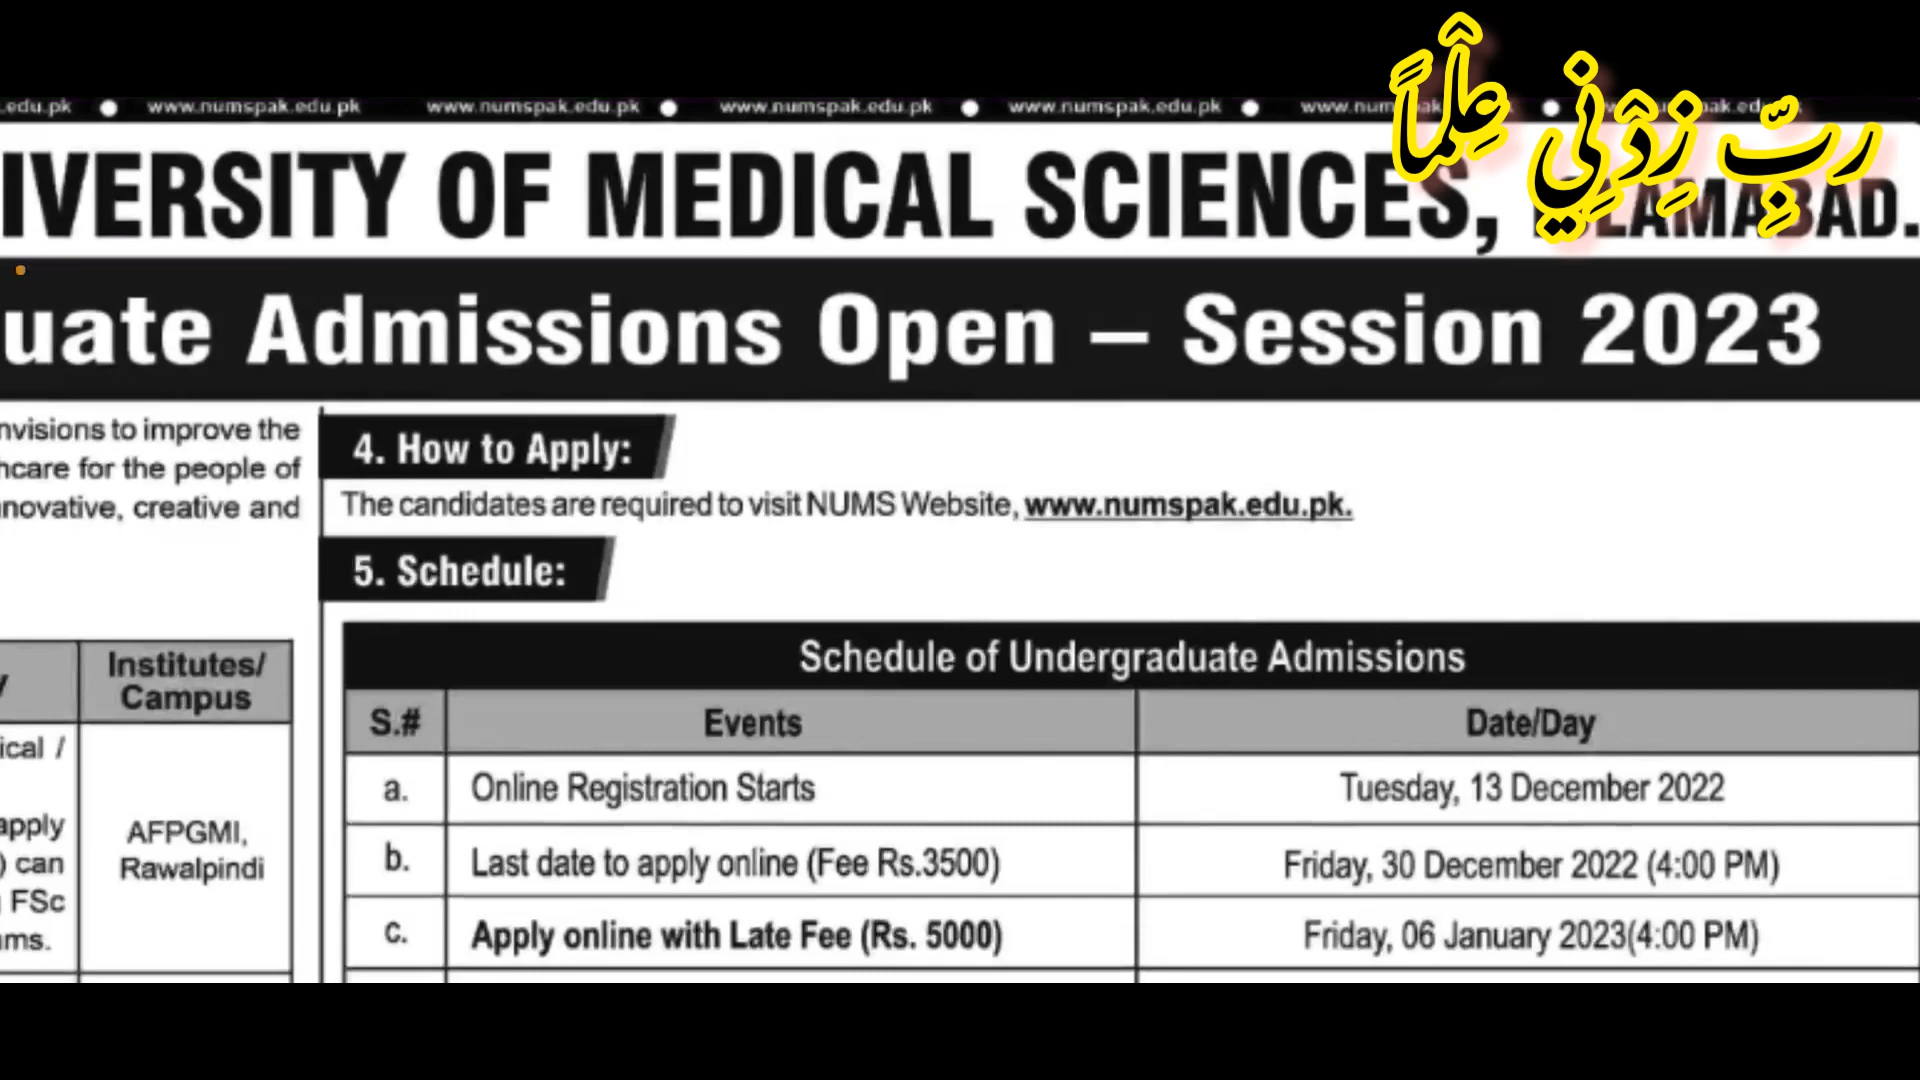 .edu.pk ● www.numspak.edu.pk www.numspak.edu.pk ● www.numspak.edu.pk ● www.numspak.edu.pk ●
رَبِّ زِدْنِي عِلْمًا
IVERSITY OF MEDICAL SCIENCES, ISLAMABAD.
uate Admissions Open – Session 2023
nvisions to improve the
hcare for the people of
nnovative, creative and
Institutes/
Campus
ical /
apply
) can
FSc
ms.
AFPGMI,
Rawalpindi
4. How to Apply:
The candidates are required to visit NUMS Website, www.numspak.edu.pk.
5. Schedule:
Schedule of Undergraduate Admissions
S.# Events Date/Day
a. Online Registration Starts Tuesday, 13 December 2022
b. Last date to apply online (Fee Rs.3500) Friday, 30 December 2022 (4:00 PM)
c. Apply online with Late Fee (Rs. 5000) Friday, 06 January 2023(4:00 PM)